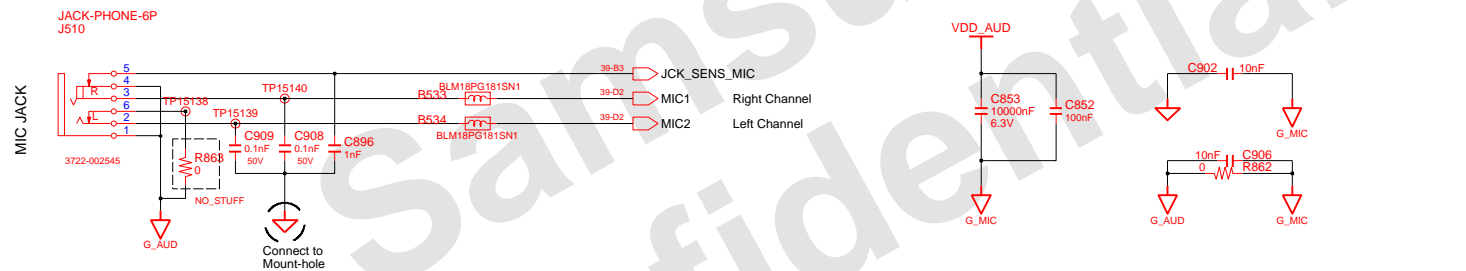 JACK-PHONE-6P
J510
MIC JACK
5
4
R
3
6
L
2
1
3722-002545
TP15138
TP15139
TP15140
C909
0.1nF
50V
C908
0.1nF
50V
C896
1nF
R863
0
NO_STUFF
G_AUD
Connect to
Mount-hole
B533
BLM18PG181SN1
B534
BLM18PG181SN1
39-B3
JCK_SENS_MIC
39-D2
MIC1
Right Channel
39-D2
MIC2
Left Channel
VDD_AUD
C853
10000nF
6.3V
C852
100nF
G_MIC
C902
10nF
G_MIC
10nF
C906
0
R862
G_AUD
G_MIC
Samsung
Confidential